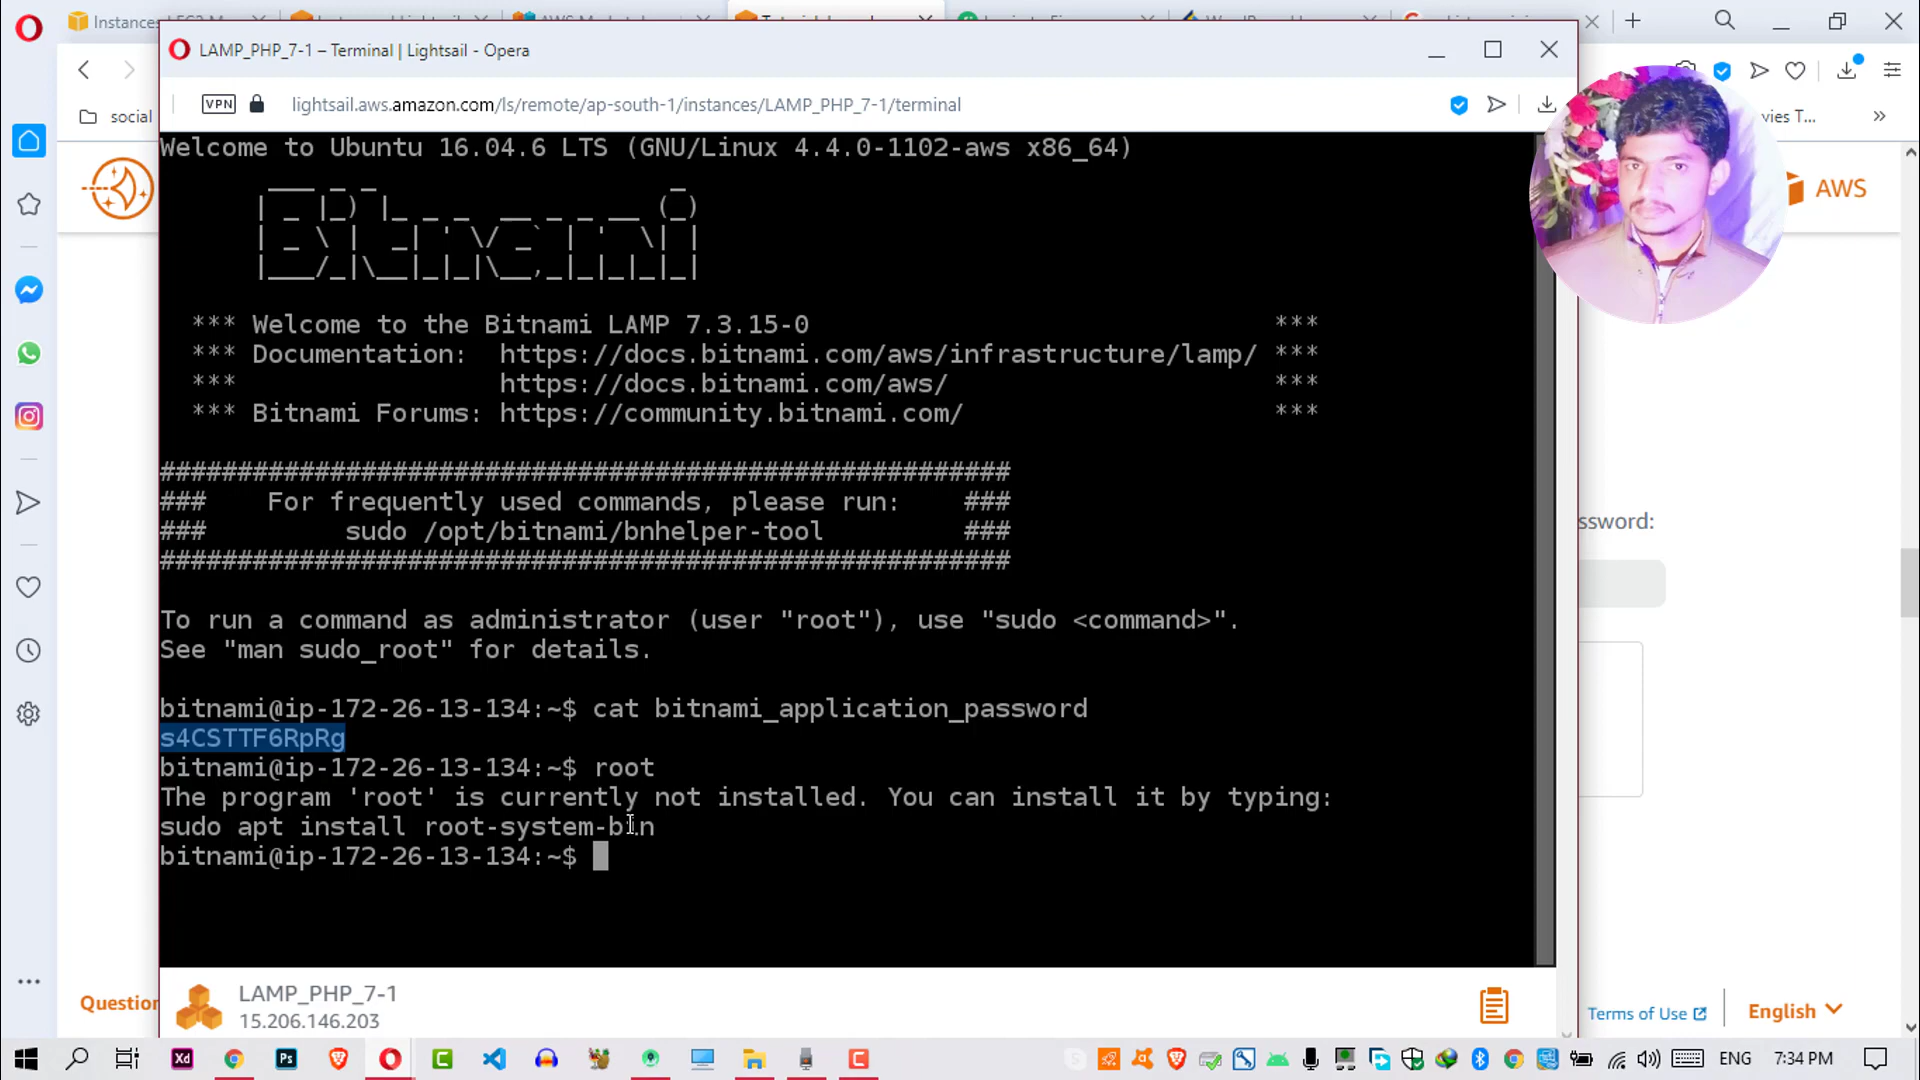 Instances
LAMP_PHP_7-1 – Terminal | Lightsail - Opera
VPN
lightsail.aws.amazon.com/ls/remote/ap-south-1/instances/LAMP_PHP_7-1/terminal
social
vies T...
AWS
Welcome to Ubuntu 16.04.6 LTS (GNU/Linux 4.4.0-1102-aws x86_64)
Bitnami
*** Welcome to the Bitnami LAMP 7.3.15-0 ***
*** Documentation: https://docs.bitnami.com/aws/infrastructure/lamp/ ***
*** https://docs.bitnami.com/aws/ ***
*** Bitnami Forums: https://community.bitnami.com/ ***
#######################################################
### For frequently used commands, please run: ###
### sudo /opt/bitnami/bnhelper-tool ###
#######################################################
ssword:
To run a command as administrator (user "root"), use "sudo <command>".
See "man sudo_root" for details.
bitnami@ip-172-26-13-134:~$ cat bitnami_application_password
s4CSTTF6RpRg
bitnami@ip-172-26-13-134:~$ root
The program 'root' is currently not installed. You can install it by typing:
sudo apt install root-system-bin
bitnami@ip-172-26-13-134:~$
LAMP_PHP_7-1
15.206.146.203
Question
Terms of Use
English
Xd
Ps
ENG
7:34 PM